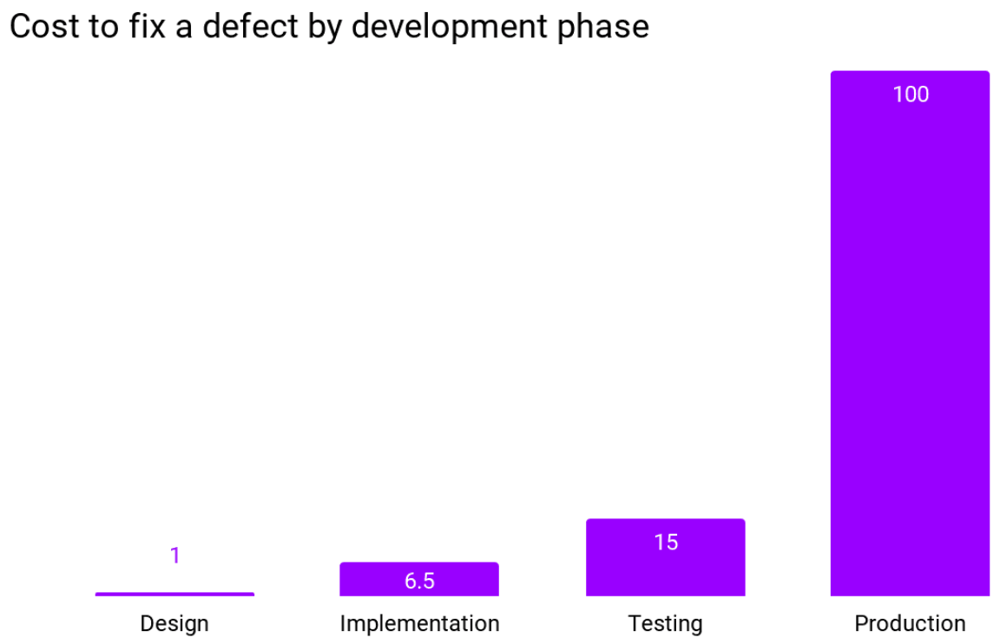 Cost to fix a defect by development phase
100
15
1
6.5
Design Implementation Testing Production